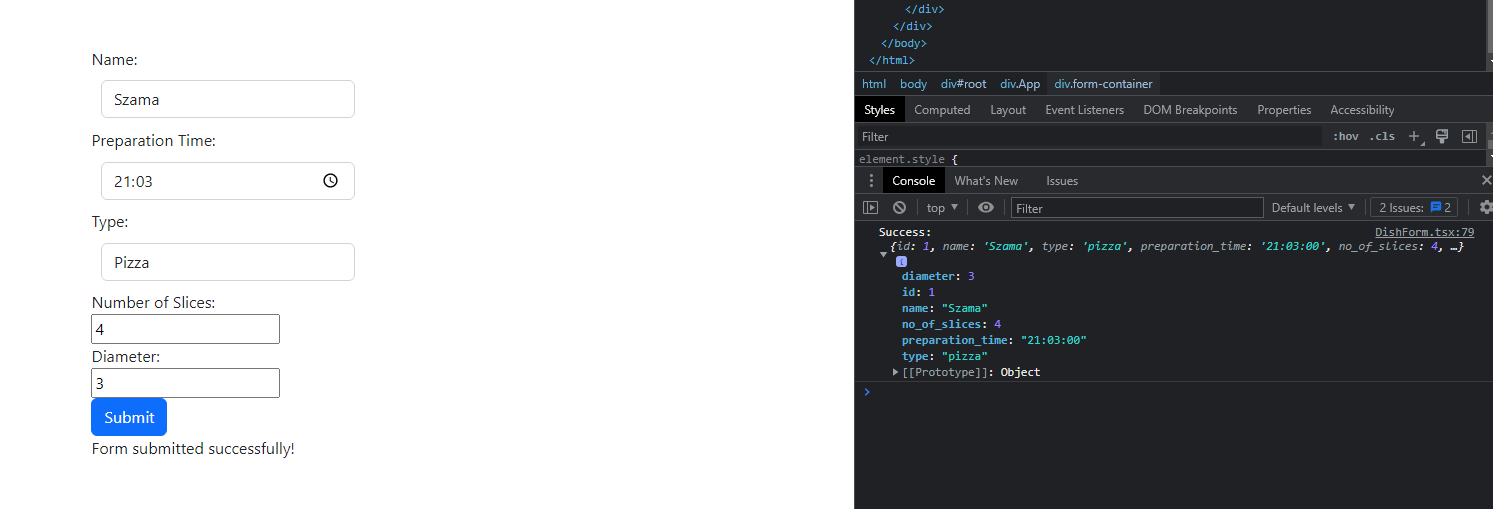 Name:
Szama
Preparation Time:
21:03
Type:
Pizza
Number of Slices:
4
Diameter:
3
Submit
Form submitted successfully!
</div>
</div>
</body>
</html>
html body div#root div.App div.form-container
Styles Computed Layout Event Listeners DOM Breakpoints Properties Accessibility
Filter :hov .cls
element.style {
Console What's New Issues
top Filter Default levels 2 Issues: 2
Success: DishForm.tsx:79
{id: 1, name: 'Szama', type: 'pizza', preparation_time: '21:03:00', no_of_slices: 4, …}
i
diameter: 3
id: 1
name: "Szama"
no_of_slices: 4
preparation_time: "21:03:00"
type: "pizza"
[[Prototype]]: Object